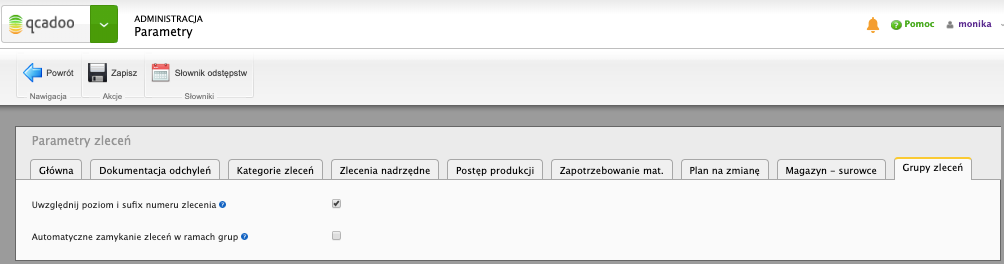 qcadoo
ADMINISTRACJA
Parametry
Pomoc
monika
Powrót
Zapisz
Słownik odstępstw
Nawigacja
Akcje
Słowniki
Parametry zleceń
Główna
Dokumentacja odchyleń
Kategorie zleceń
Zlecenia nadrzędne
Postęp produkcji
Zapotrzebowanie mat.
Plan na zmianę
Magazyn - surowce
Grupy zleceń
Uwzględnij poziom i sufix numeru zlecenia
Automatyczne zamykanie zleceń w ramach grup